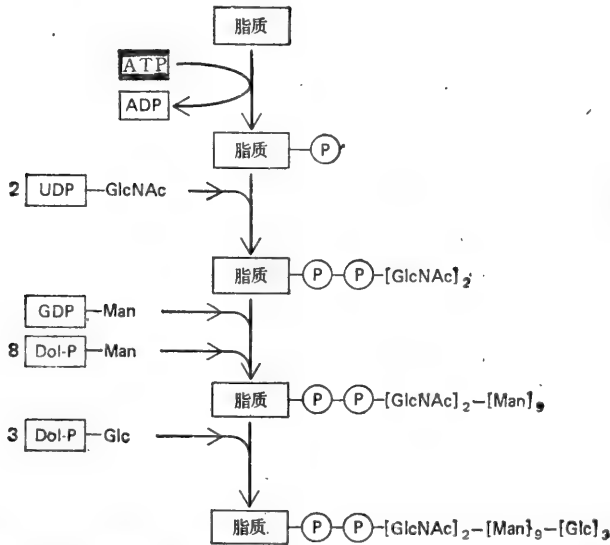 脂质
ATP
ADP
脂质 P
2 UDP GlcNAc
脂质 P P [GlcNAc]2
GDP Man
8 Dol-P Man
脂质 P P [GlcNAc]2–[Man]9
3 Dol-P Glc
脂质 P P [GlcNAc]2–[Man]9–[Glc]3